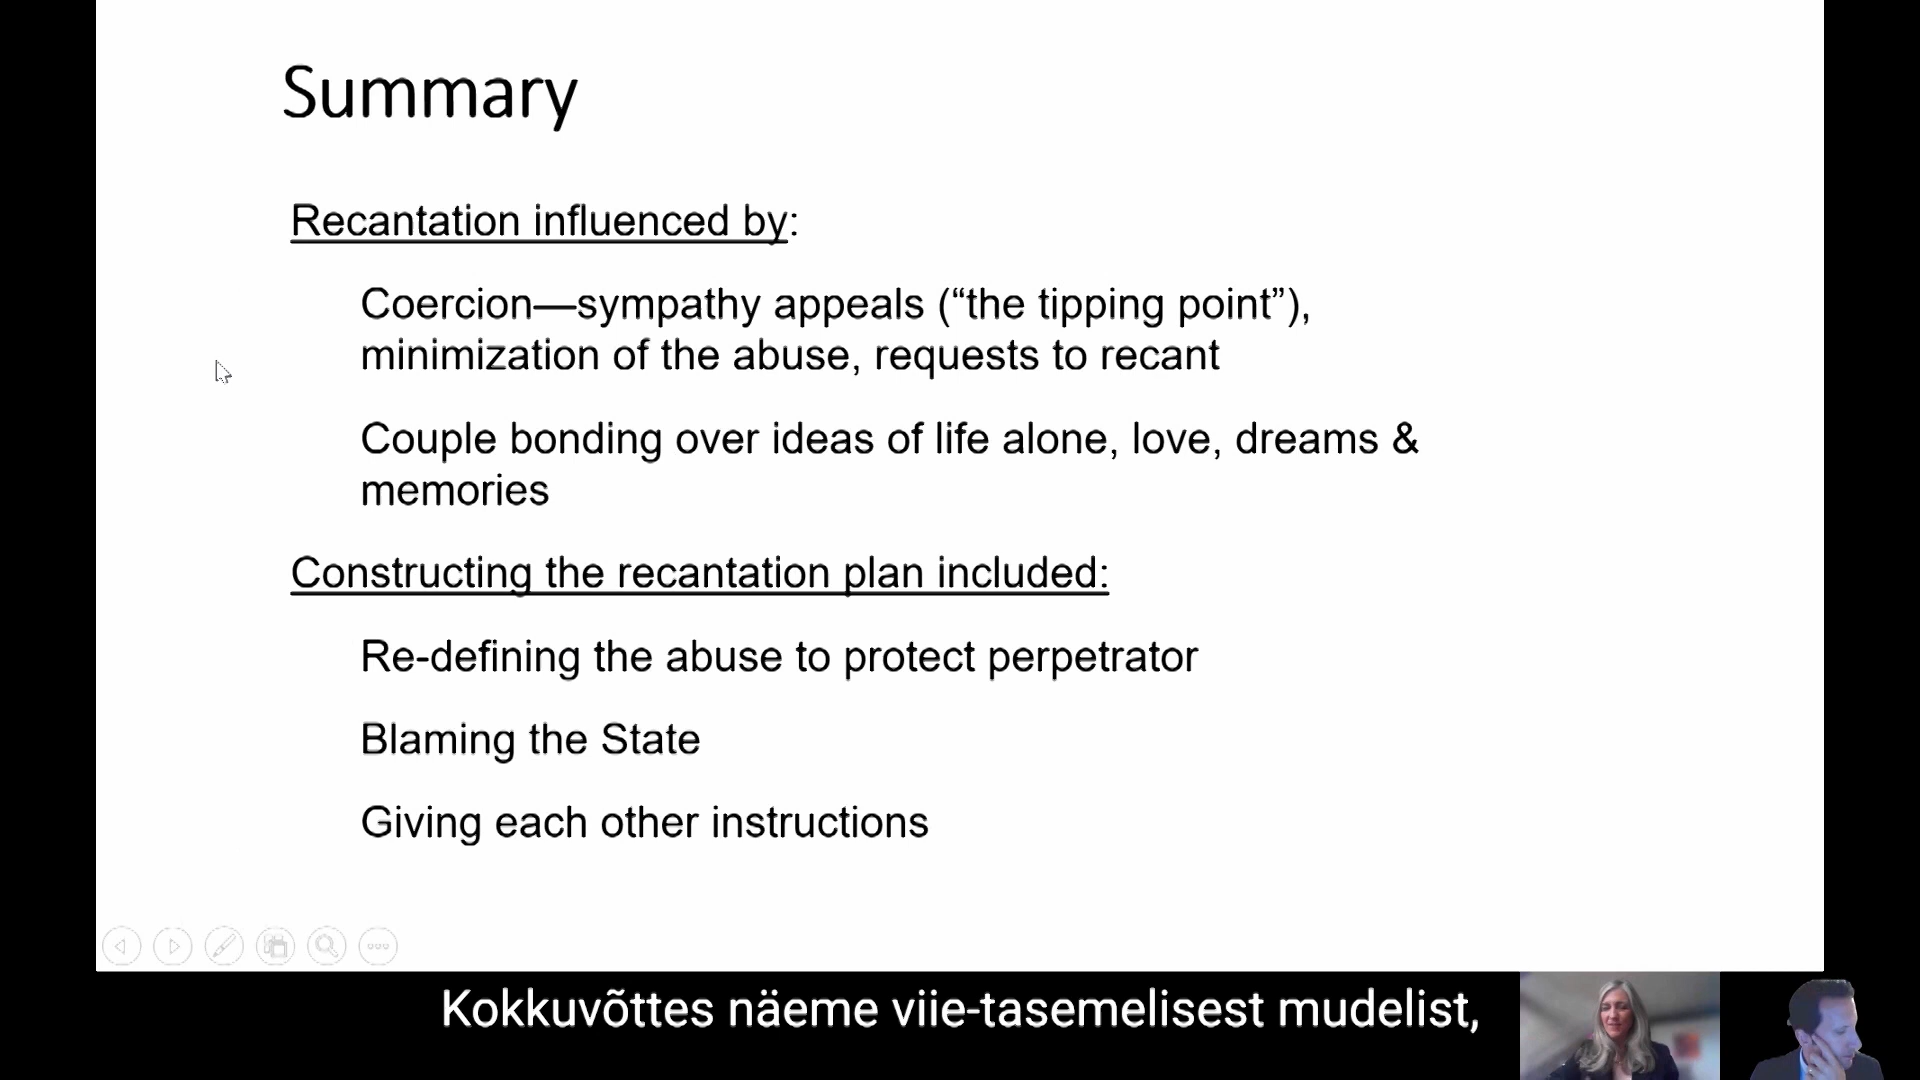 Summary
Recantation influenced by:
Coercion—sympathy appeals (“the tipping point”),
minimization of the abuse, requests to recant
Couple bonding over ideas of life alone, love, dreams &
memories
Constructing the recantation plan included:
Re-defining the abuse to protect perpetrator
Blaming the State
Giving each other instructions
Kokkuvõttes näeme viie-tasemelisest mudelist,